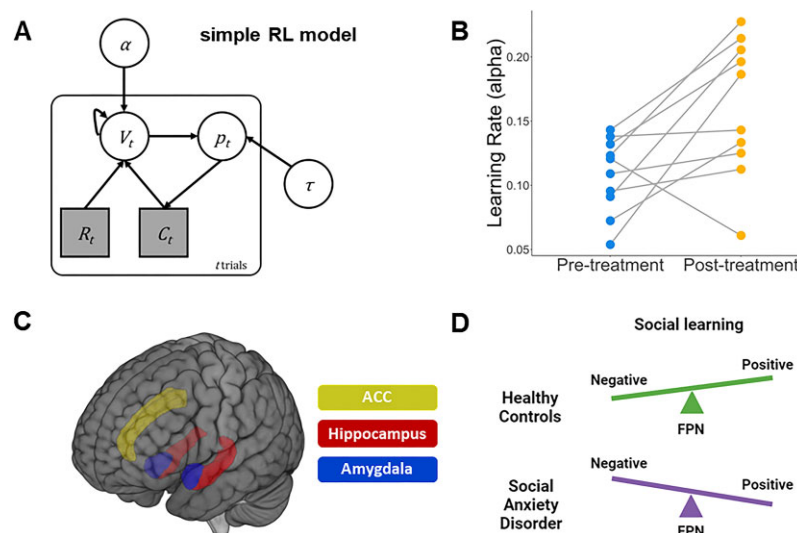 A
simple RL model
α
V_t
p_t
τ
R_t
C_t
t trials
B
Learning Rate (alpha)
0.20
0.15
0.10
0.05
Pre-treatment
Post-treatment
C
ACC
Hippocampus
Amygdala
D
Social learning
Healthy
Controls
Negative
Positive
FPN
Social
Anxiety
Disorder
Negative
Positive
FPN